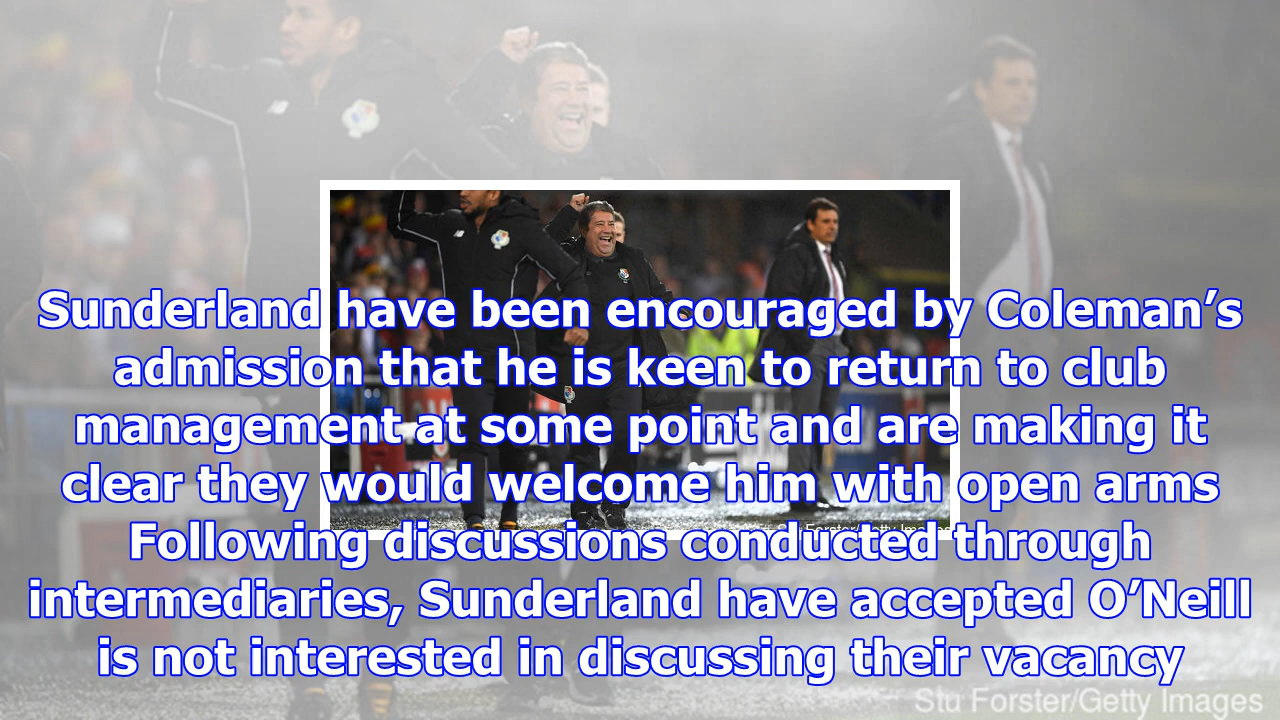 Sunderland have been encouraged by Coleman’s
admission that he is keen to return to club
management at some point and are making it
clear they would welcome him with open arms
Following discussions conducted through
intermediaries, Sunderland have accepted O’Neill
is not interested in discussing their vacancy
Stu Forster/Getty Images